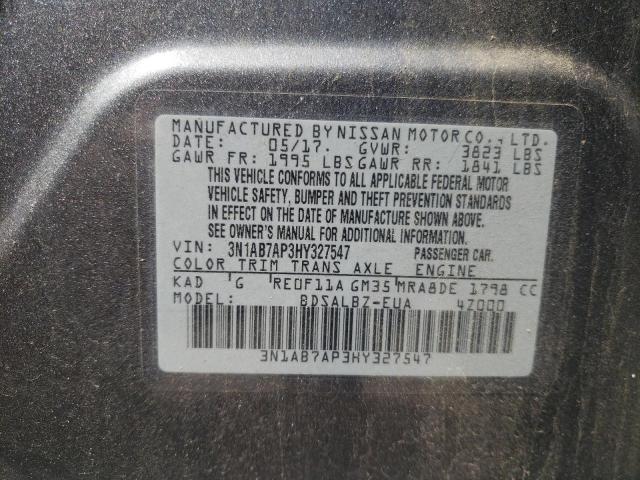 MANUFACTURED BY NISSAN MOTOR CO., LTD.
DATE: 05/17. GVWR: 3823 LBS
GAWR FR: 1995 LBS GAWR RR: 1841 LBS
THIS VEHICLE CONFORMS TO ALL APPLICABLE FEDERAL MOTOR
VEHICLE SAFETY, BUMPER AND THEFT PREVENTION STANDARDS
IN EFFECT ON THE DATE OF MANUFACTURE SHOWN ABOVE.
SEE OWNER'S MANUAL FOR ADDITIONAL INFORMATION.
VIN: 3N1AB7AP3HY327547 PASSENGER CAR.
COLOR TRIM TRANS AXLE ENGINE
KAD G RE0F11A GM35 MRA8DE 1798 CC
MODEL: BDSALBZ-EUA 4Z000
3N1AB7AP3HY327547